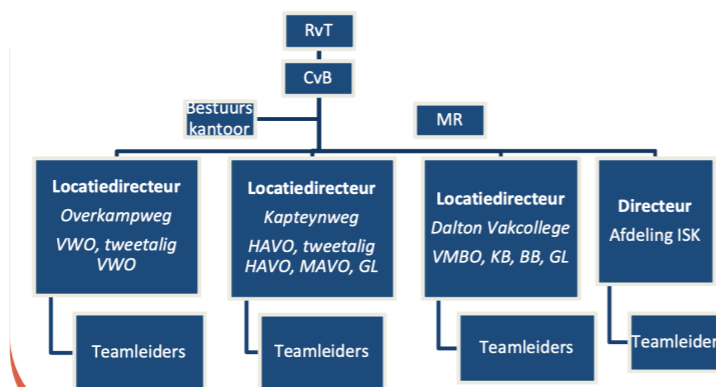 RvT
CvB
Bestuurs
kantoor
MR
Locatiedirecteur
Overkampweg
VWO, tweetalig
VWO
Locatiedirecteur
Kapteynweg
HAVO, tweetalig
HAVO, MAVO, GL
Locatiedirecteur
Dalton Vakcollege
VMBO, KB, BB, GL
Directeur
Afdeling ISK
Teamleiders
Teamleiders
Teamleiders
Teamleider